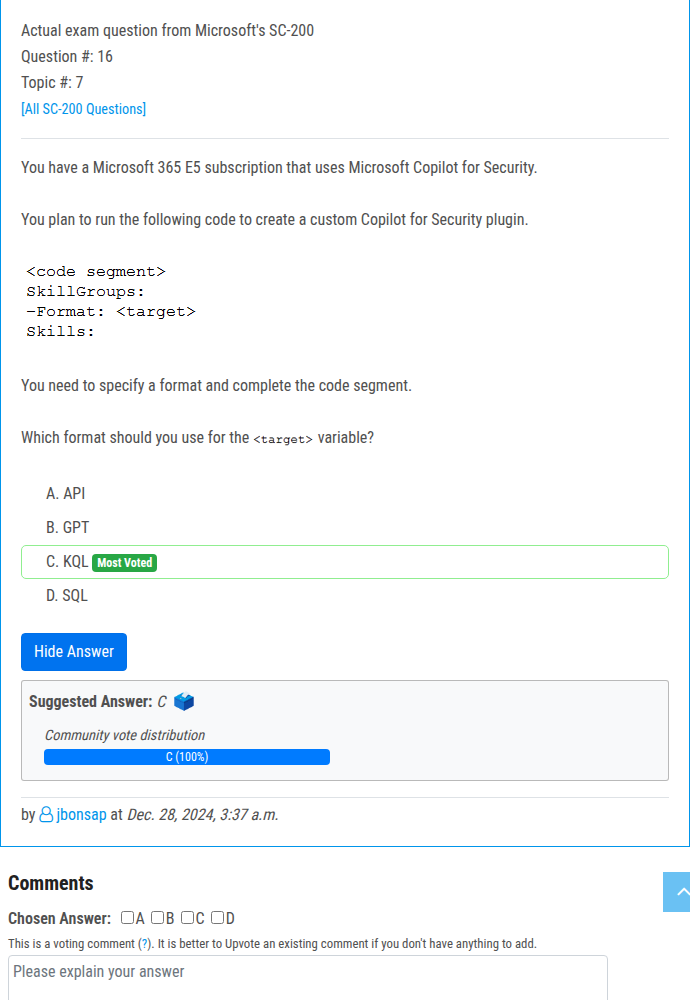 Actual exam question from Microsoft's SC-200
Question #: 16
Topic #: 7
[All SC-200 Questions]
You have a Microsoft 365 E5 subscription that uses Microsoft Copilot for Security.
You plan to run the following code to create a custom Copilot for Security plugin.
<code segment>
SkillGroups:
-Format: <target>
Skills:
You need to specify a format and complete the code segment.
Which format should you use for the <target> variable?
A. API
B. GPT
C. KQL Most Voted
D. SQL
Hide Answer
Suggested Answer: C
Community vote distribution
C (100%)
by jbonsap at Dec. 28, 2024, 3:37 a.m.
Comments
Chosen Answer: A B C D
This is a voting comment (?). It is better to Upvote an existing comment if you don't have anything to add.
Please explain your answer